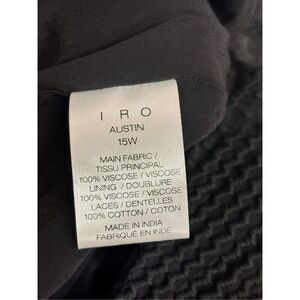 I R O
AUSTIN
15W
MAIN FABRIC /
TISSU PRINCIPAL
100% VISCOSE / VISCOSE
LINING / DOUBLURE
100% VISCOSE / VISCOSE
LACES / DENTELLES
100% COTTON / COTON
MADE IN INDIA
FABRIQUÉ EN INDE